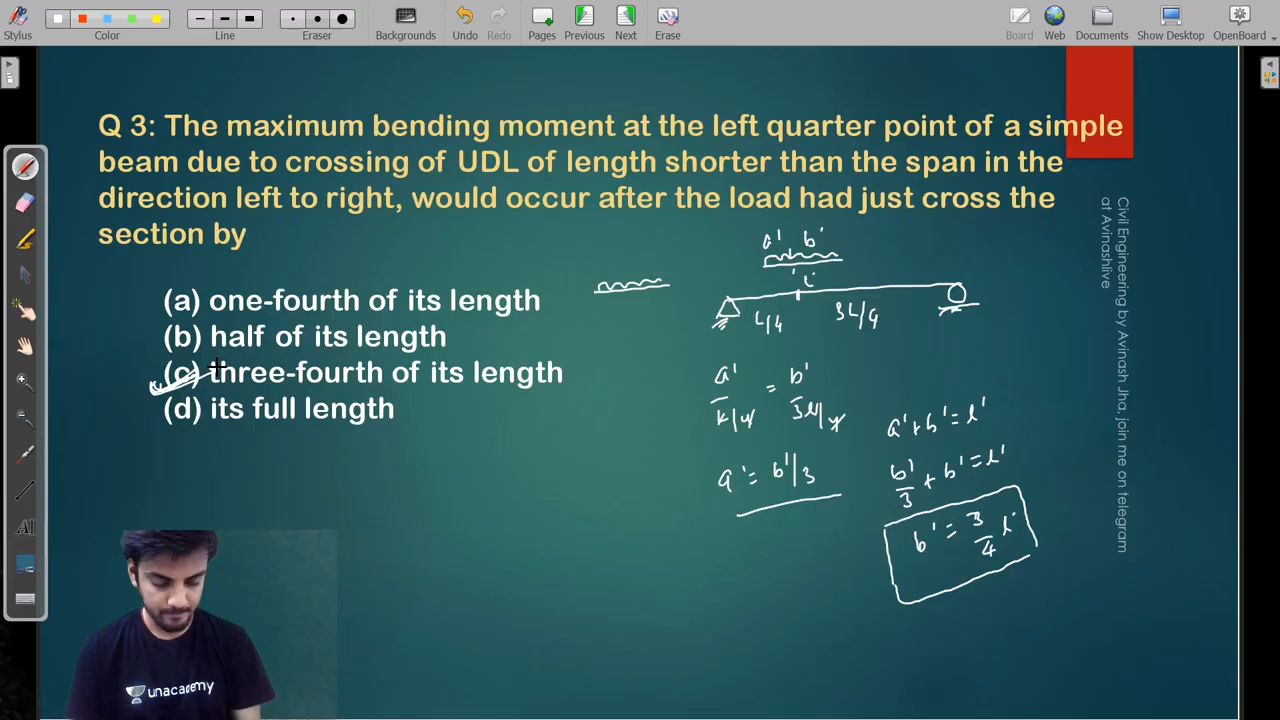 Stylus
Color
Line
Eraser
Backgrounds
Undo
Redo
Pages
Previous
Next
Erase
Board
Web
Documents
Show Desktop
OpenBoard
Q 3: The maximum bending moment at the left quarter point of a simple
beam due to crossing of UDL of length shorter than the span in the
direction left to right, would occur after the load had just cross the
section by
(a) one-fourth of its length
(b) half of its length
(c) three-fourth of its length
(d) its full length
a' b'
L/4 3L/4
a' / L/4 = b' / 3L/4
a' = b'/3
a' + b' = l'
b'/3 + b' = l'
b' = 3/4 l'
Civil Engineering by Avinash Jha, join me on telegram
at Avinashlive
unacademy